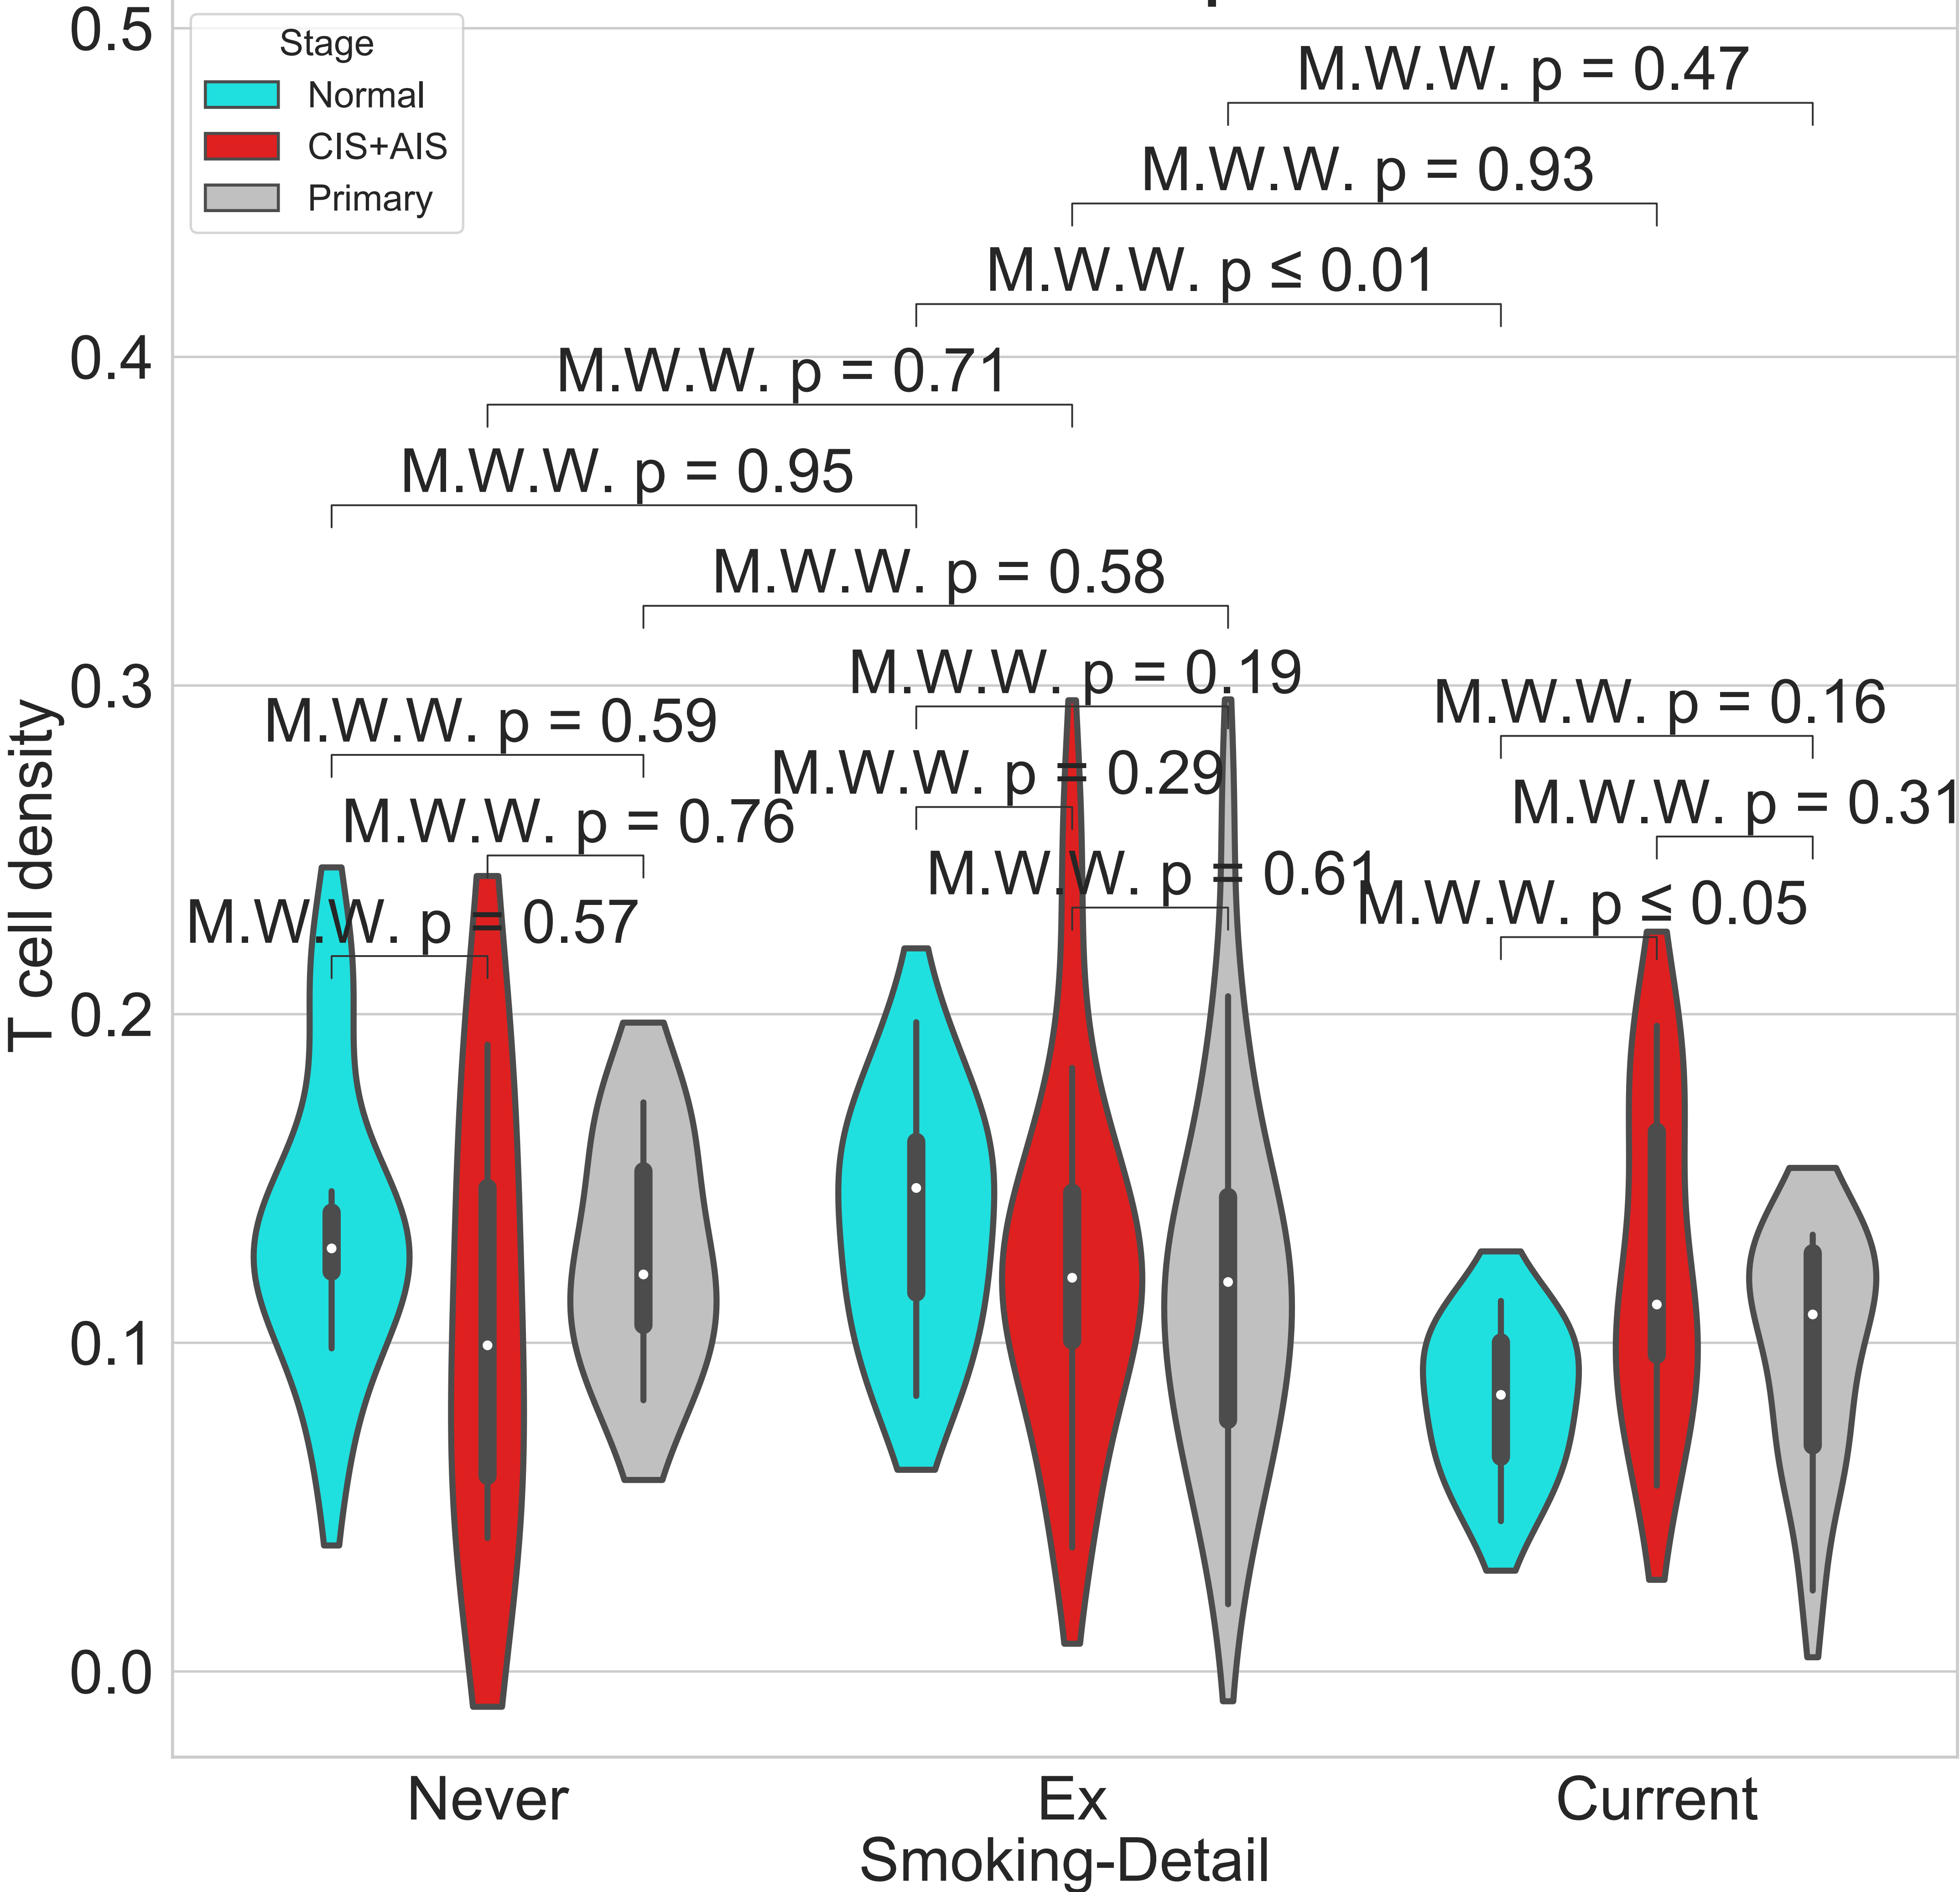 0.5
Stage
Normal
CIS+AIS
Primary
M.W.W. p = 0.47
M.W.W. p = 0.93
M.W.W. p ≤ 0.01
0.4
M.W.W. p = 0.71
M.W.W. p = 0.95
M.W.W. p = 0.58
0.3
M.W.W. p = 0.19
M.W.W. p = 0.16
M.W.W. p = 0.59
M.W.W. p = 0.29
M.W.W. p = 0.31
M.W.W. p = 0.76
M.W.W. p = 0.61
M.W.W. p ≤ 0.05
M.W.W. p = 0.57
T cell density
0.2
0.1
0.0
Never
Ex
Current
Smoking-Detail